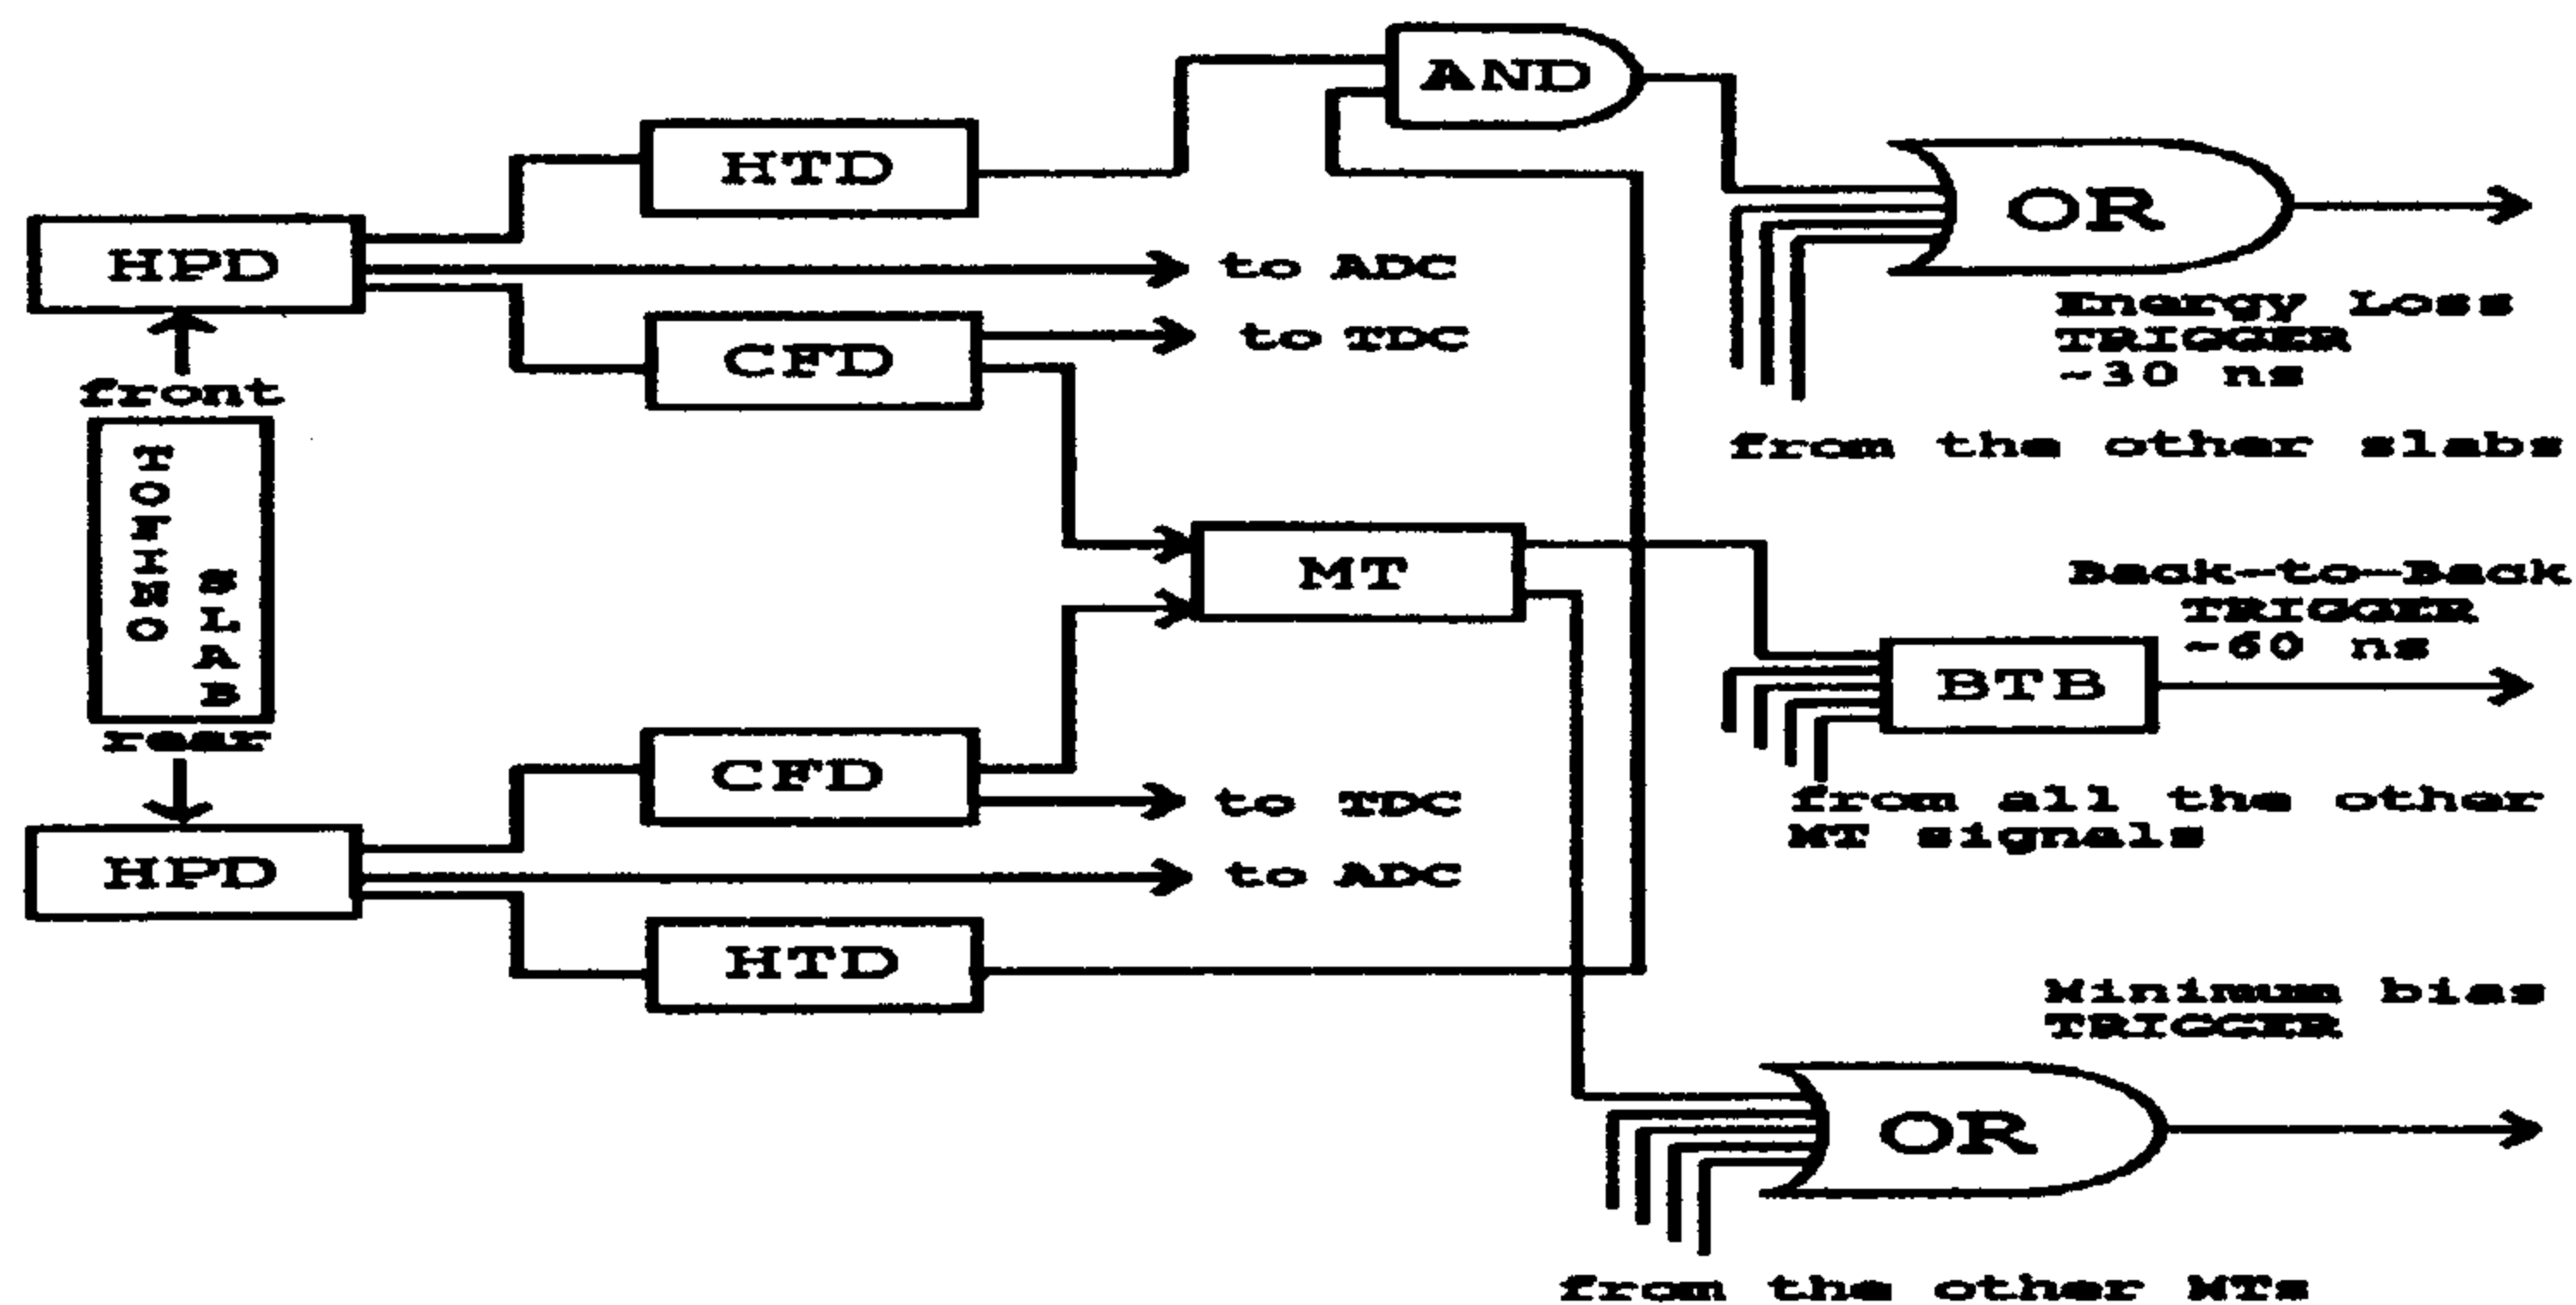 AND
HTD
OR
HPD
to ADC
Energy Loss
TRIGGER
~30 ns
to TDC
CFD
front
from the other slabs
TOFINO
SLAB
MT
Back-to-Back
TRIGGER
~60 ns
BTB
rear
CFD
to TDC
from all the other
MT signals
HPD
to ADC
HTD
Minimum bias
TRIGGER
OR
from the other MTs